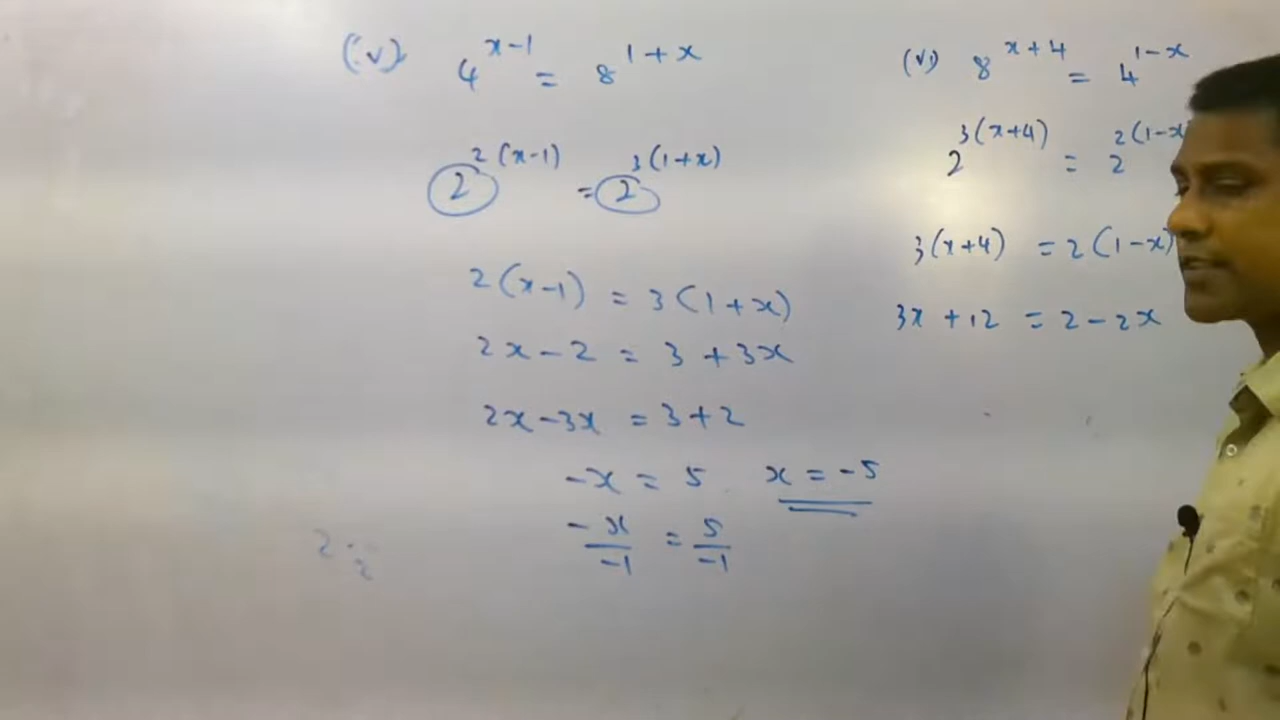 (v) 4^{x-1} = 8^{1+x}
2^{2(x-1)} = 2^{3(1+x)}
2(x-1) = 3(1+x)
2x-2 = 3+3x
2x-3x = 3+2
-x = 5 x = -5
-x/-1 = 5/-1
(vi) 8^{x+4} = 4^{1-x}
2^{3(x+4)} = 2^{2(1-x
3(x+4) = 2(1-x)
3x+12 = 2-2x